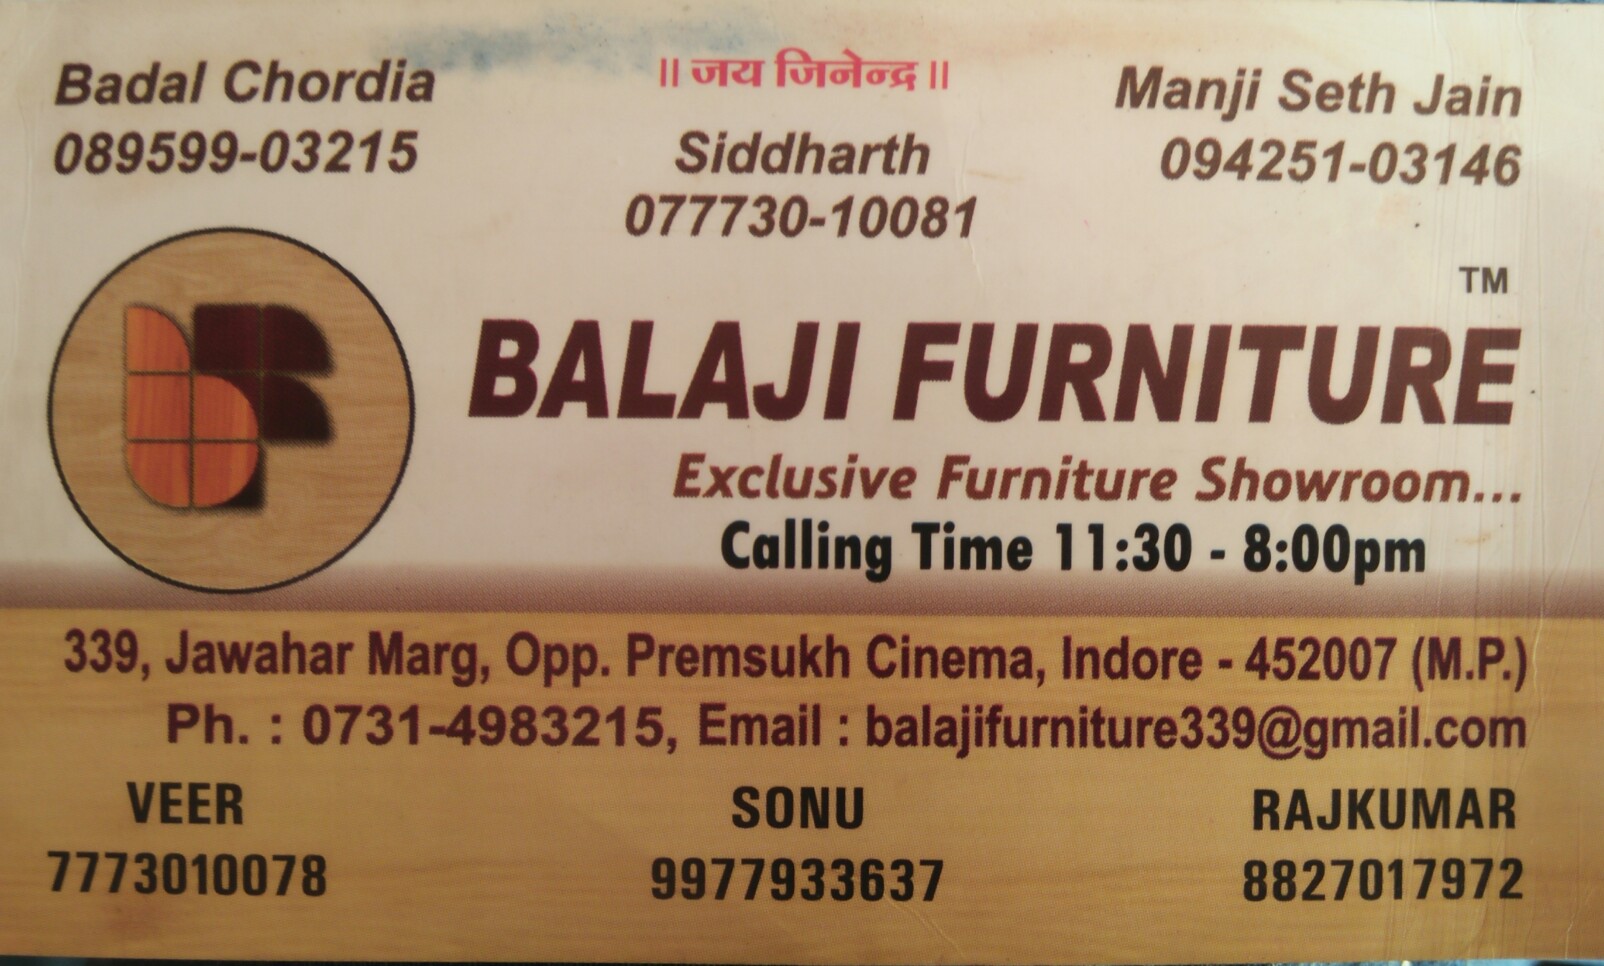 || जय जिनेन्द्र ||
Badal Chordia
089599-03215
Siddharth
077730-10081
Manji Seth Jain
094251-03146
TM
BALAJI FURNITURE
Exclusive Furniture Showroom...
Calling Time 11:30 - 8:00pm
339, Jawahar Marg, Opp. Premsukh Cinema, Indore - 452007 (M.P.)
Ph. : 0731-4983215, Email : balajifurniture339@gmail.com
VEER
7773010078
SONU
9977933637
RAJKUMAR
8827017972